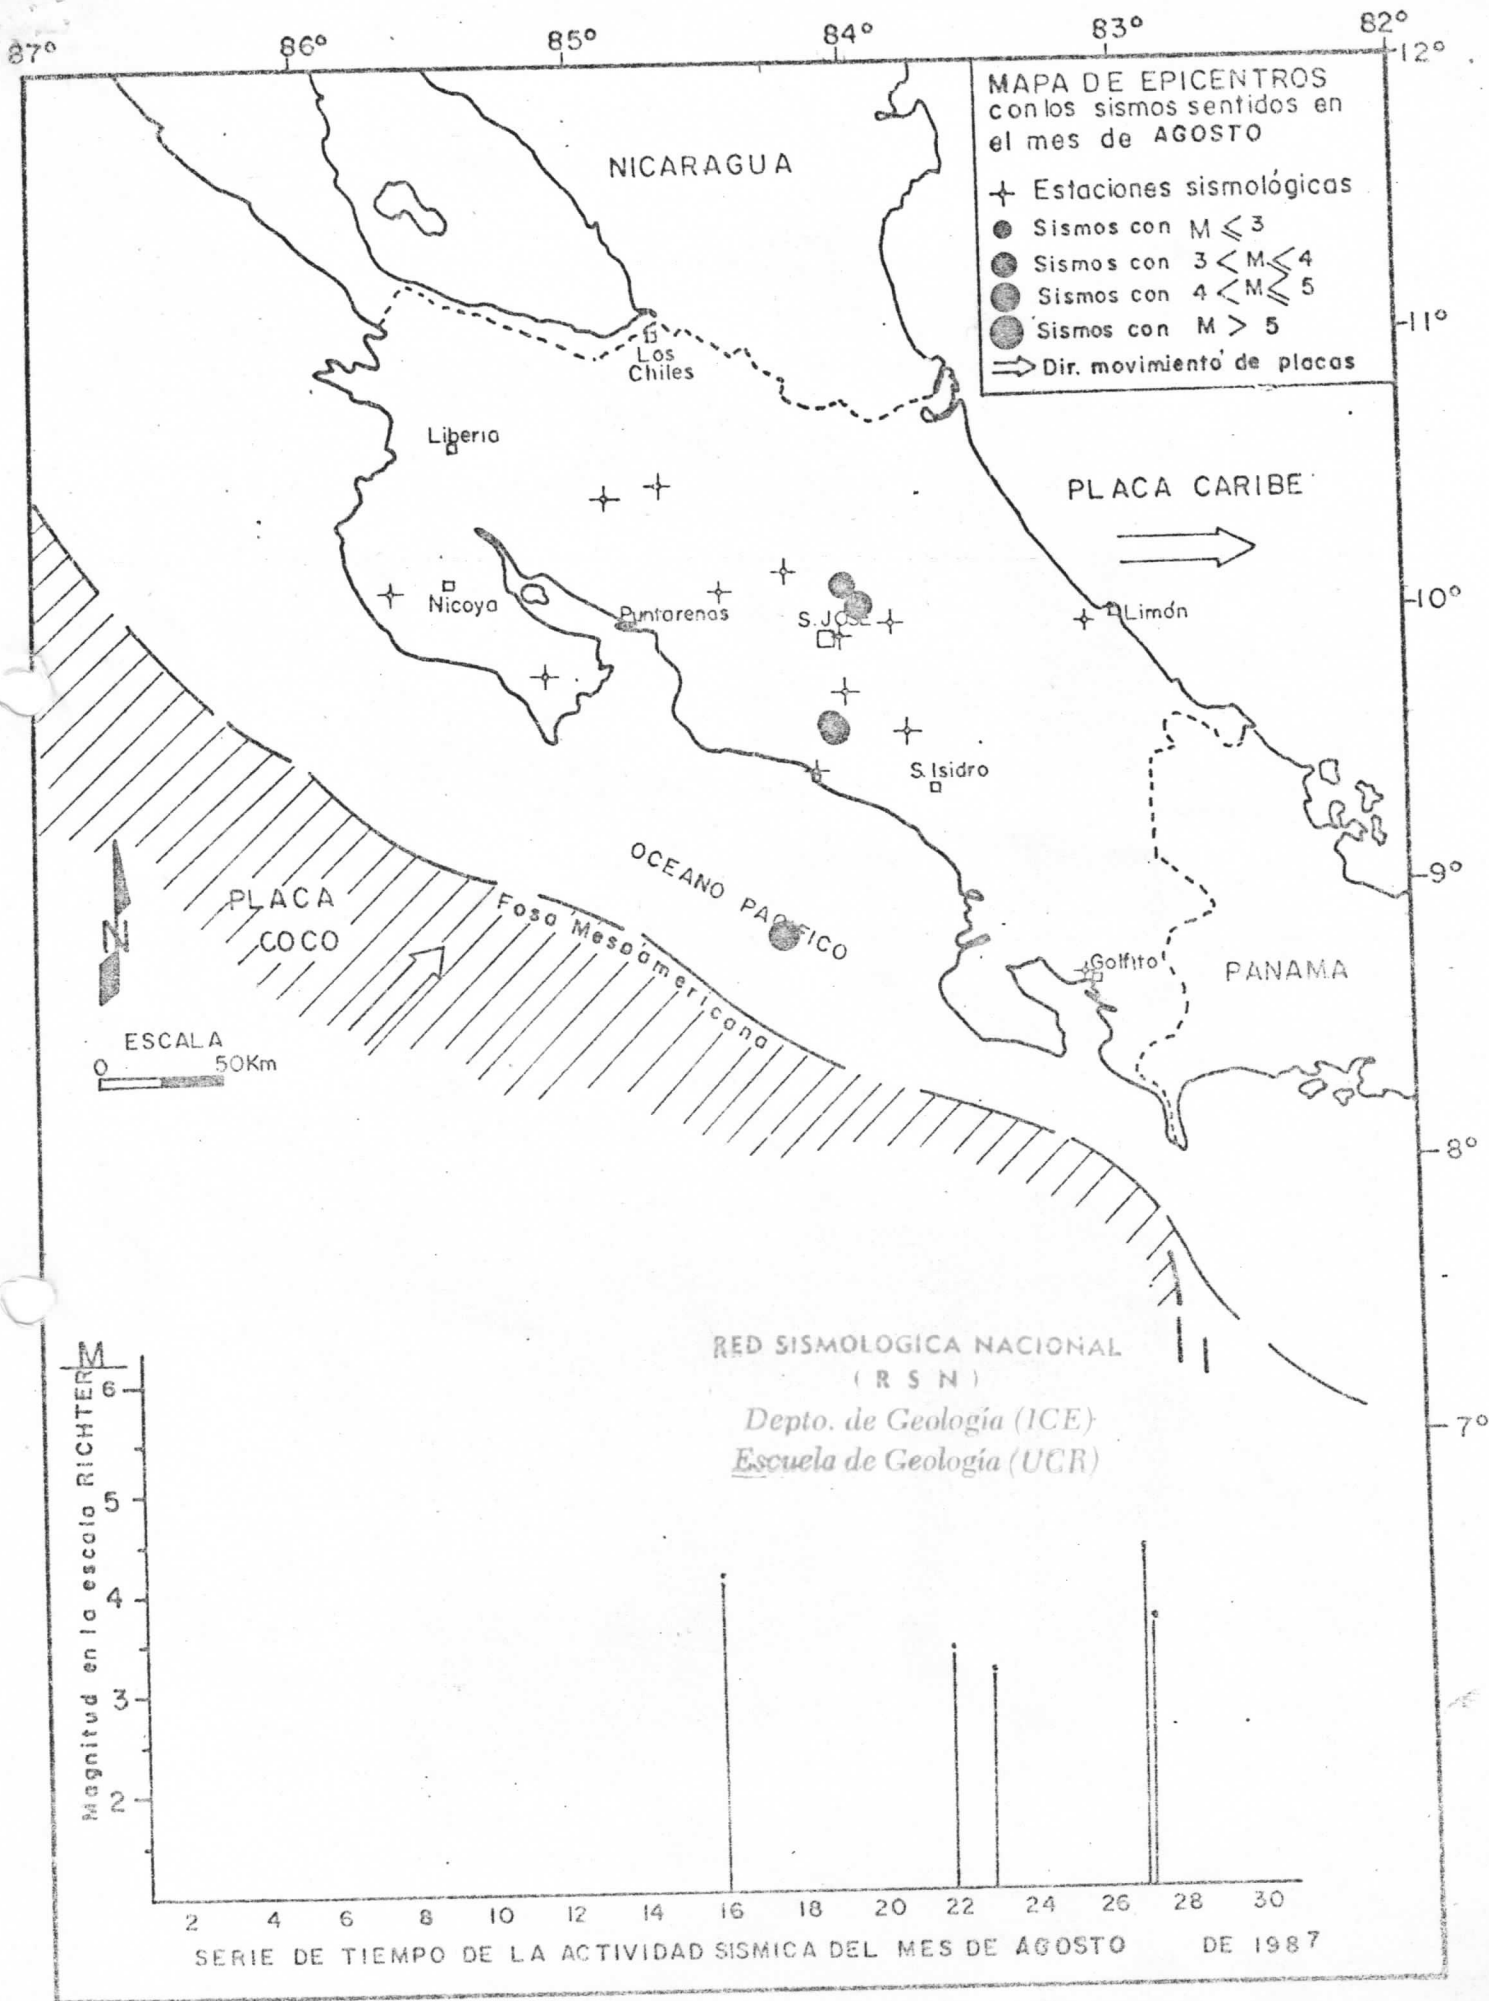 87° 86° 85° 84° 83° 82°
12°
MAPA DE EPICENTROS
con los sismos sentidos en
el mes de AGOSTO
Estaciones sismológicas
Sismos con M ⩽ 3
Sismos con 3 < M ⩽ 4
Sismos con 4 < M ⩽ 5
Sismos con M > 5
Dir. movimiento de placas
NICARAGUA
11°
Los
Chiles
Liberia
PLACA CARIBE
10°
Nicoya
Puntarenas
S. JOSE
Limón
S. Isidro
9°
OCEANO PACIFICO
PLACA
COCO
Fosa Mesoamericana
Golfito
PANAMA
N
ESCALA
0 50Km
8°
7°
RED SISMOLOGICA NACIONAL
( R S N )
Depto. de Geología (ICE)
Escuela de Geología (UCR)
M
Magnitud en la escala RICHTER
6
5
4
3
2
2 4 6 8 10 12 14 16 18 20 22 24 26 28 30
SERIE DE TIEMPO DE LA ACTIVIDAD SISMICA DEL MES DE AGOSTO DE 1987